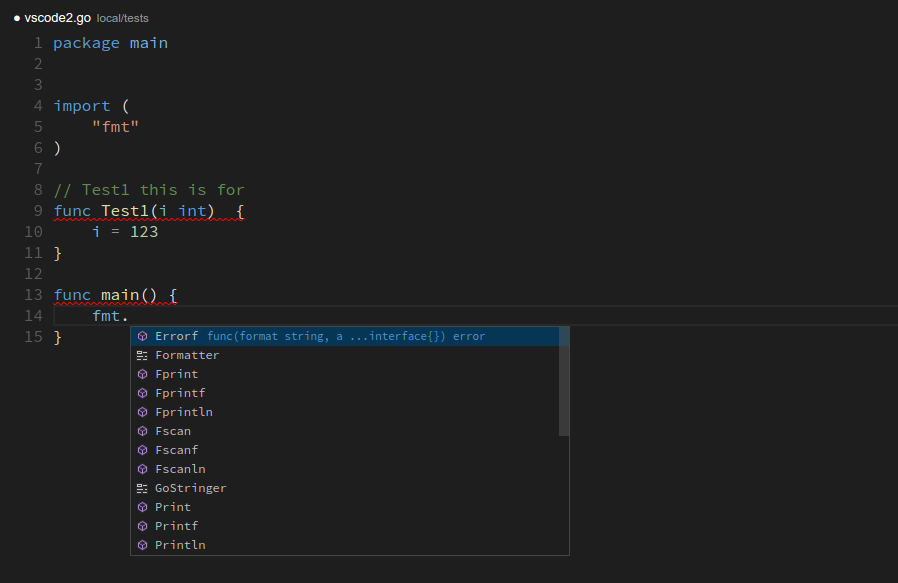 ● vscode2.go local/tests
1 package main
2
3
4 import (
5     "fmt"
6 )
7
8 // Test1 this is for
9 func Test1(i int)  {
10     i = 123
11 }
12
13 func main() {
14     fmt.
15 }
Errorf func(format string, a ...interface{}) error
Formatter
Fprint
Fprintf
Fprintln
Fscan
Fscanf
Fscanln
GoStringer
Print
Printf
Println